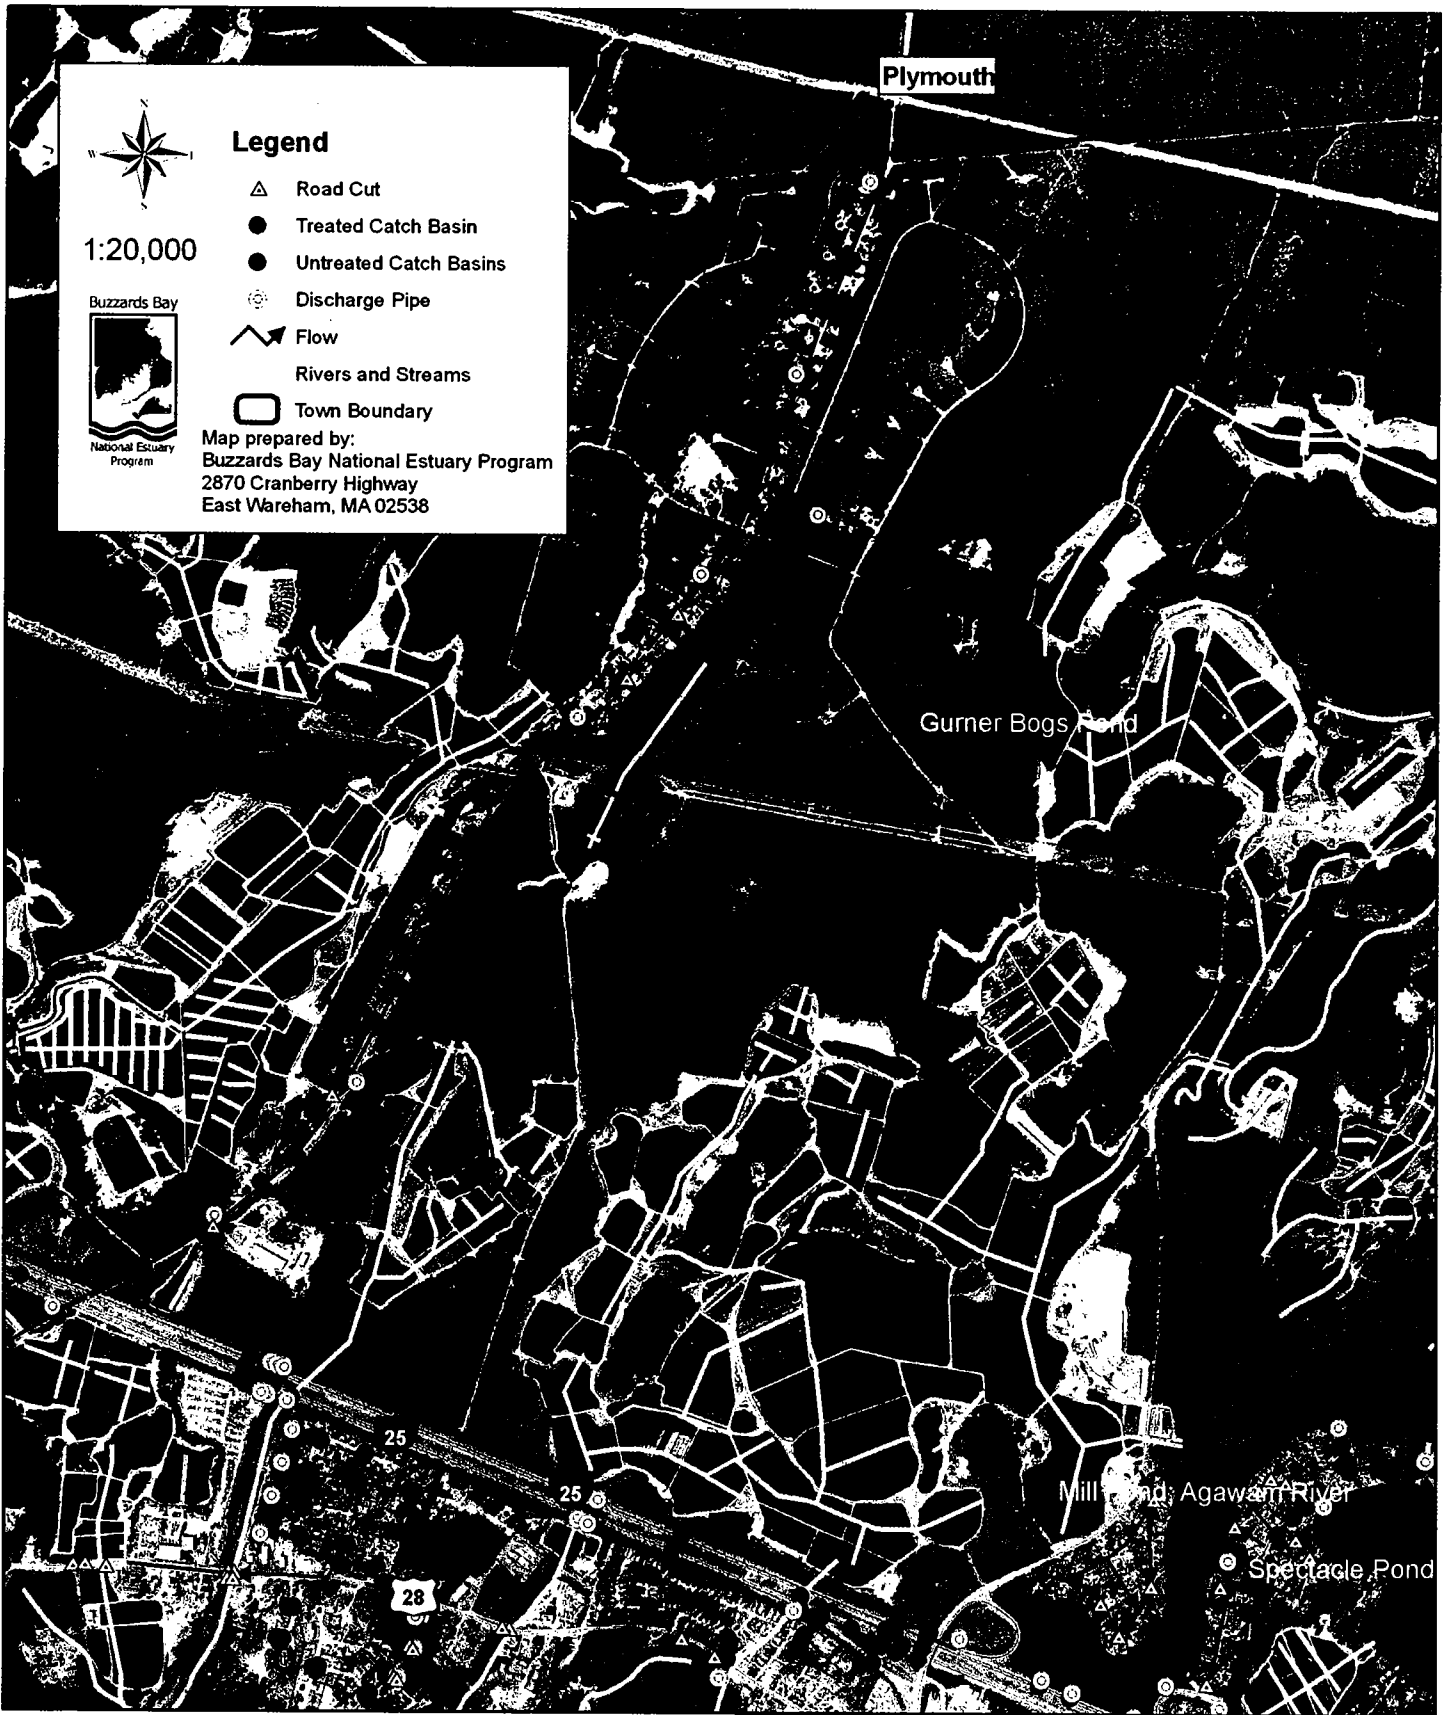 Plymouth
N
W
S
Legend
Road Cut
Treated Catch Basin
1:20,000
Untreated Catch Basins
Buzzards Bay
Discharge Pipe
Flow
Rivers and Streams
Town Boundary
National Estuary
Program
Map prepared by:
Buzzards Bay National Estuary Program
2870 Cranberry Highway
East Wareham, MA 02538
Gurner Bogs Pond
25
25
Mill Pond; Agawam River
Spectacle Pond
28